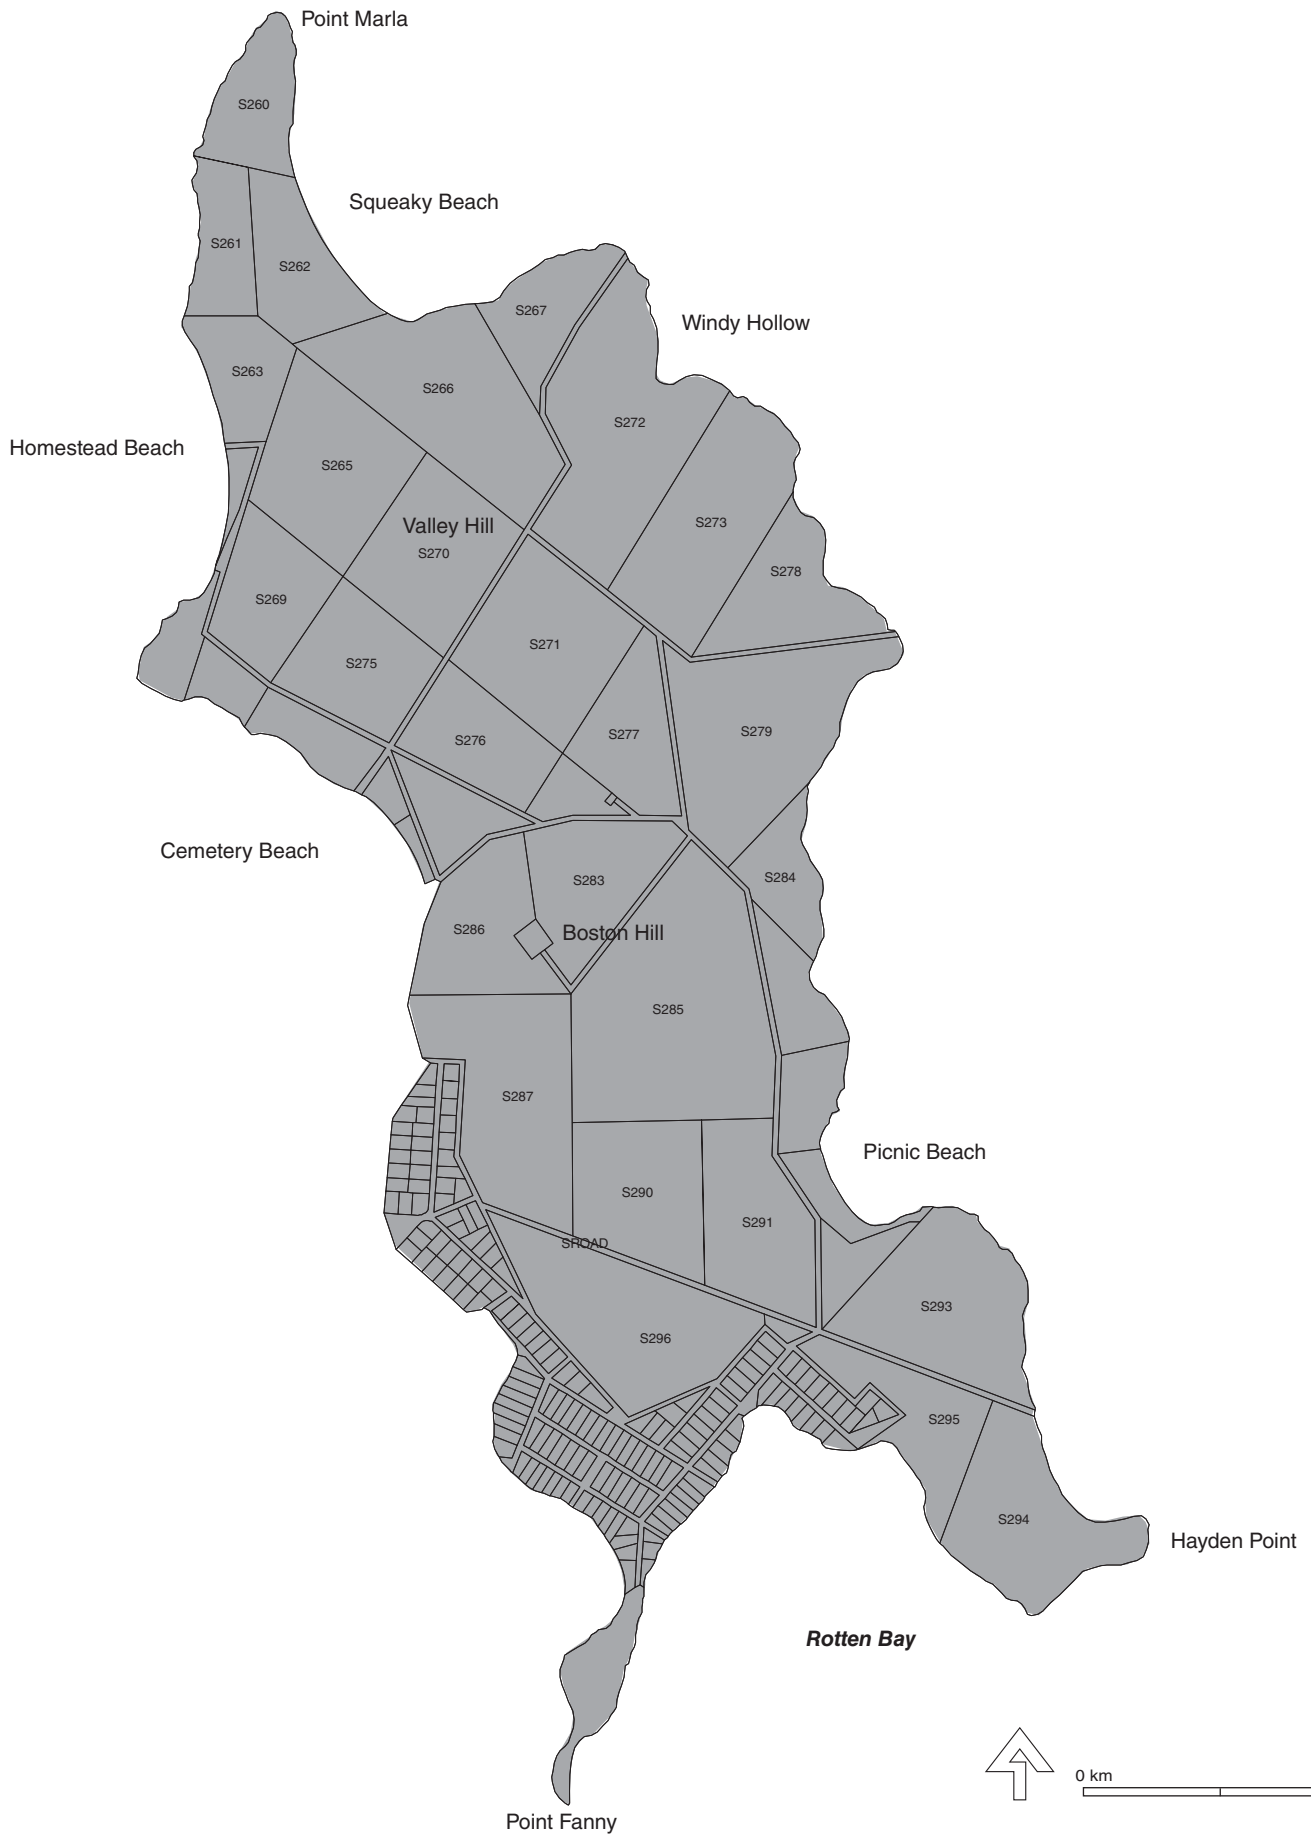 Point Marla
S260
Squeaky Beach
S261
S262
S267
Windy Hollow
S263
S266
S272
Homestead Beach
S265
Valley Hill
S273
S270
S278
S269
S271
S275
S279
S277
S276
Cemetery Beach
S284
S283
S286
Boston Hill
S285
S287
Picnic Beach
S290
S291
SROAD
S293
S296
S295
S294
Hayden Point
Rotten Bay
0 km
Point Fanny